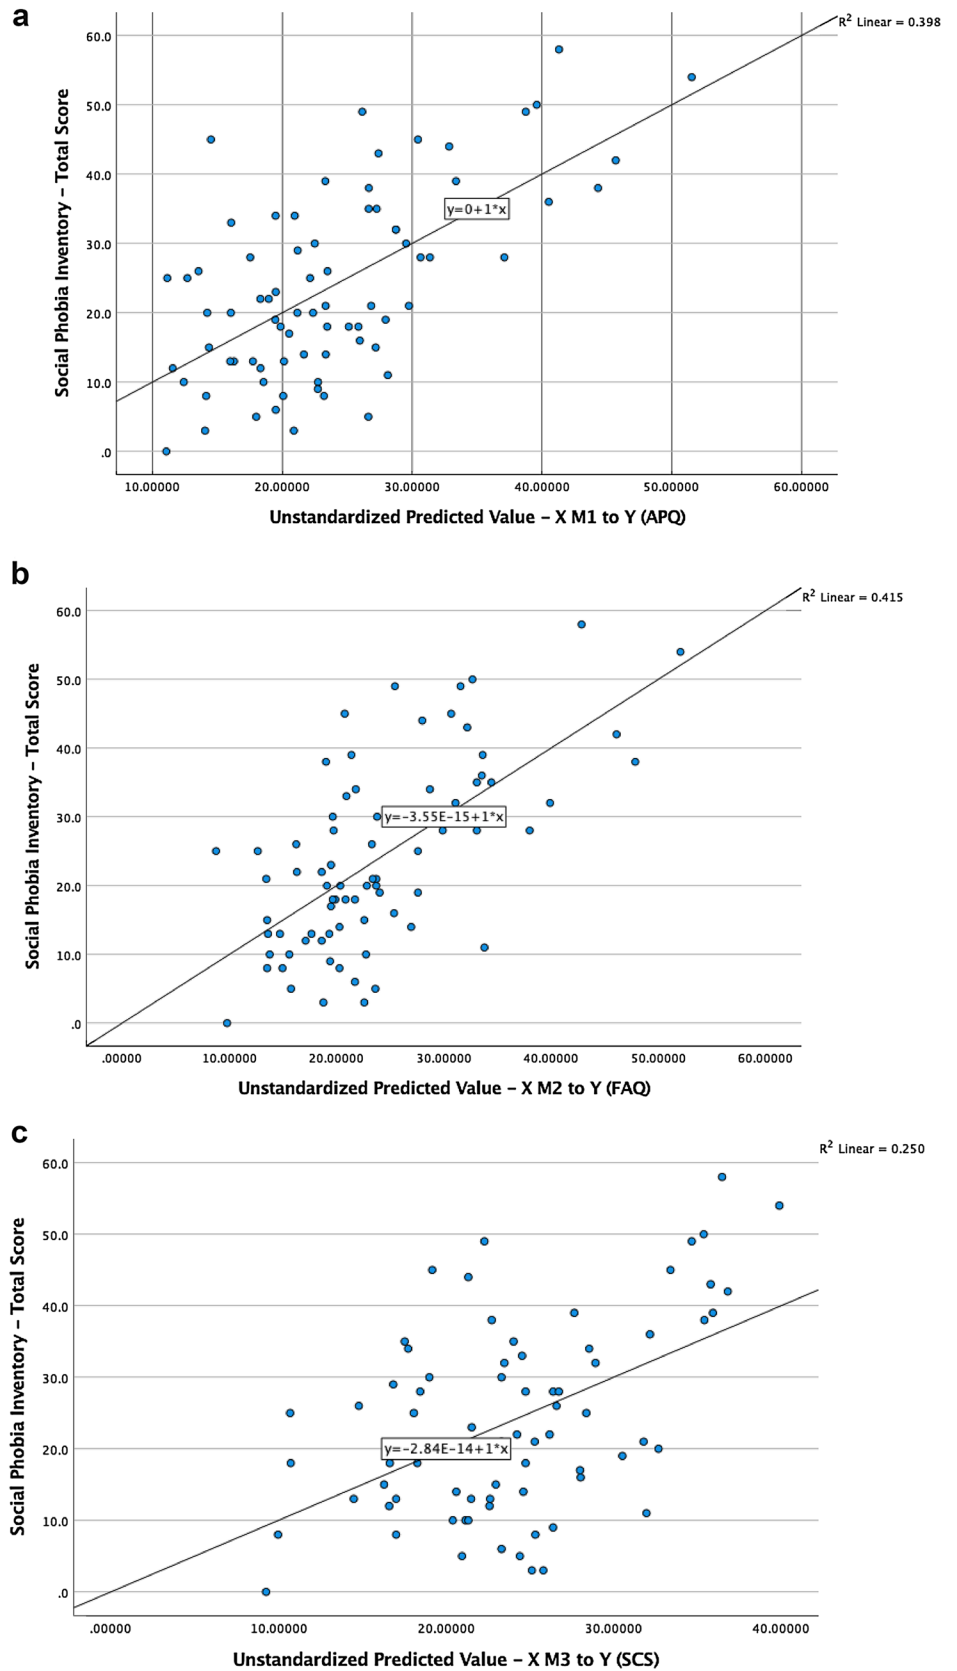 a
R² Linear = 0.398
60.0
50.0
40.0
30.0
20.0
10.0
.0
Social Phobia Inventory – Total Score
y=0+1*x
10.00000 20.00000 30.00000 40.00000 50.00000 60.00000
Unstandardized Predicted Value – X M1 to Y (APQ)
b
R² Linear = 0.415
60.0
50.0
40.0
30.0
20.0
10.0
.0
Social Phobia Inventory – Total Score
y=-3.55E-15+1*x
.00000 10.00000 20.00000 30.00000 40.00000 50.00000 60.00000
Unstandardized Predicted Value – X M2 to Y (FAQ)
c
R² Linear = 0.250
60.0
50.0
40.0
30.0
20.0
10.0
.0
Social Phobia Inventory – Total Score
y=-2.84E-14+1*x
.00000 10.00000 20.00000 30.00000 40.00000
Unstandardized Predicted Value – X M3 to Y (SCS)